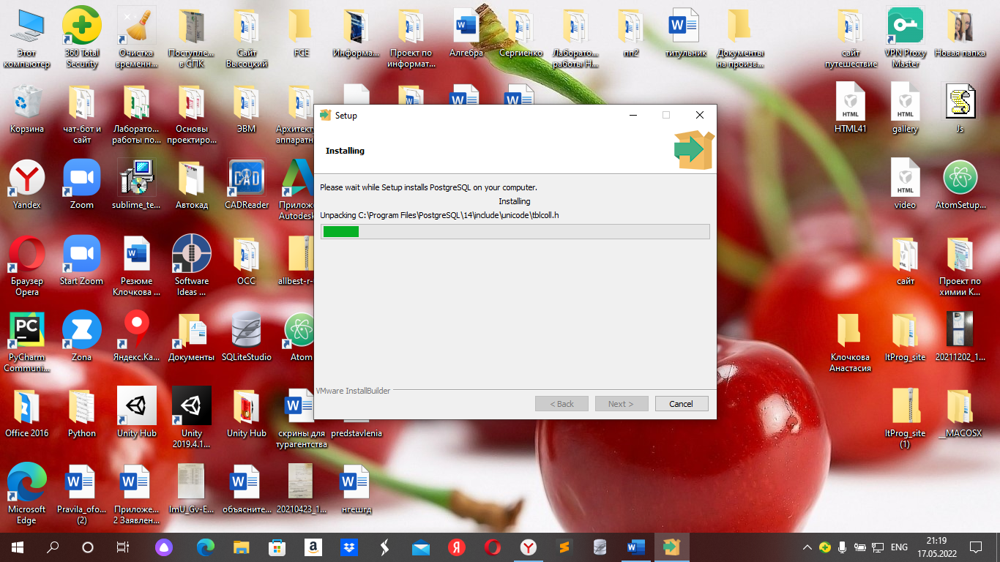 Этот
компьютер
360 Total
Security
Очистка
временн...
Поступле...
в СПК
Сайт
Высоцкий
FCE
Информа...
Проект по
информат...
Алгебра
Сергиенко
Лаборато...
работы Н...
пп2
титульник
Документы
на произв...
сайт
путешествие
VPN Proxy
Master
Новая папка
Корзина
чат-бот и
сайт
Лаборато...
работы по...
Основы
проектиро...
ЭВМ
Архитект
аппаратн
HTML
HTML41
HTML
gallery
Js
Setup
Installing
Please wait while Setup installs PostgreSQL on your computer.
Installing
Unpacking C:\Program Files\PostgreSQL\14\include\unicode\tblcoll.h
VMware InstallBuilder
< Back
Next >
Cancel
Yandex
Zoom
sublime_te...
Автокад
CAD
CADReader
Приложе
Autodesk
HTML
video
AtomSetup...
Браузер
Opera
Start Zoom
Резюме
Клочкова ...
Software
Ideas ...
ОСС
allbest-r-
сайт
Проект по
химии К...
PC
PyCharm
Communi...
Zona
Яндекс.Ка...
Документы
SQLiteStudio
Atom
Клочкова
Анастасия
ItProg_site
20211202_1...
Office 2016
Python
Unity Hub
Unity
2019.4.1...
Unity Hub
скрины для
турагентства
predstavlenia
ItProg_site
(1)
__MACOSX
Microsoft
Edge
Pravila_ofo...
(2)
Приложе...
2 Заявлен...
ImU_Gv-E...
объясните...
20210423_1...
нгешгд
ENG
21:19
17.05.2022